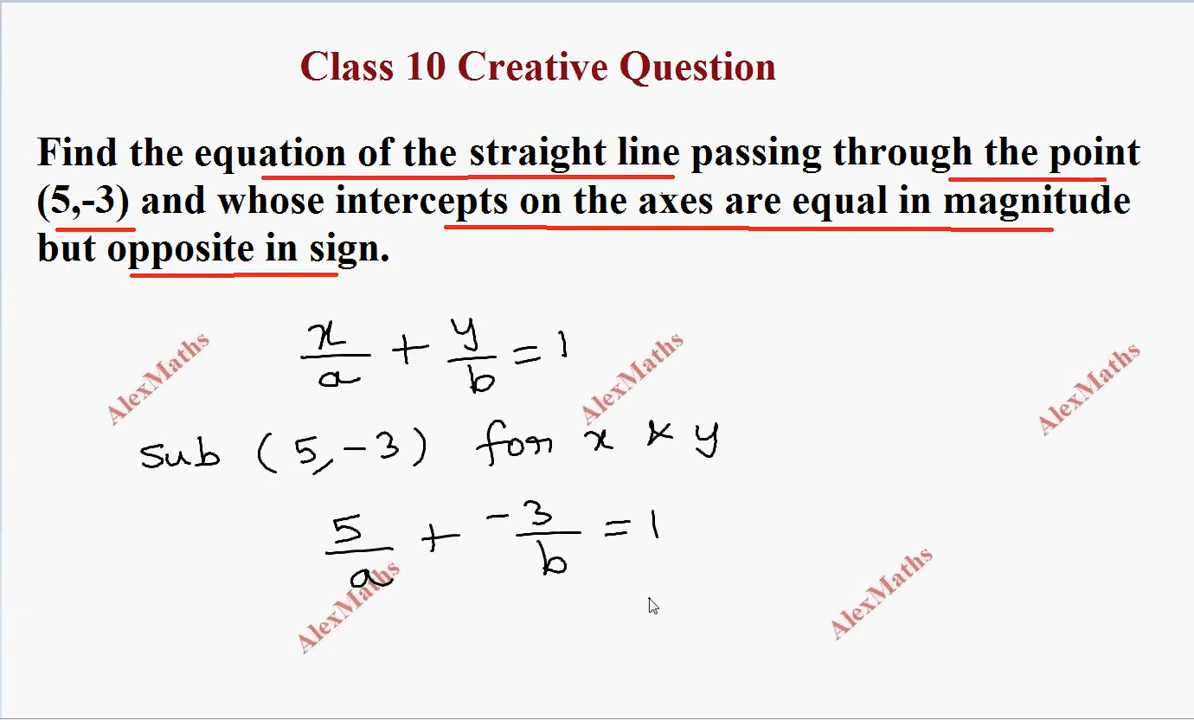 Class 10 Creative Question
Find the equation of the straight line passing through the point
(5,-3) and whose intercepts on the axes are equal in magnitude
but opposite in sign.
x/a + y/b = 1
AlexMaths
AlexMaths
AlexMaths
sub (5,-3) for x & y
5/a + -3/b = 1
AlexMaths
AlexMaths